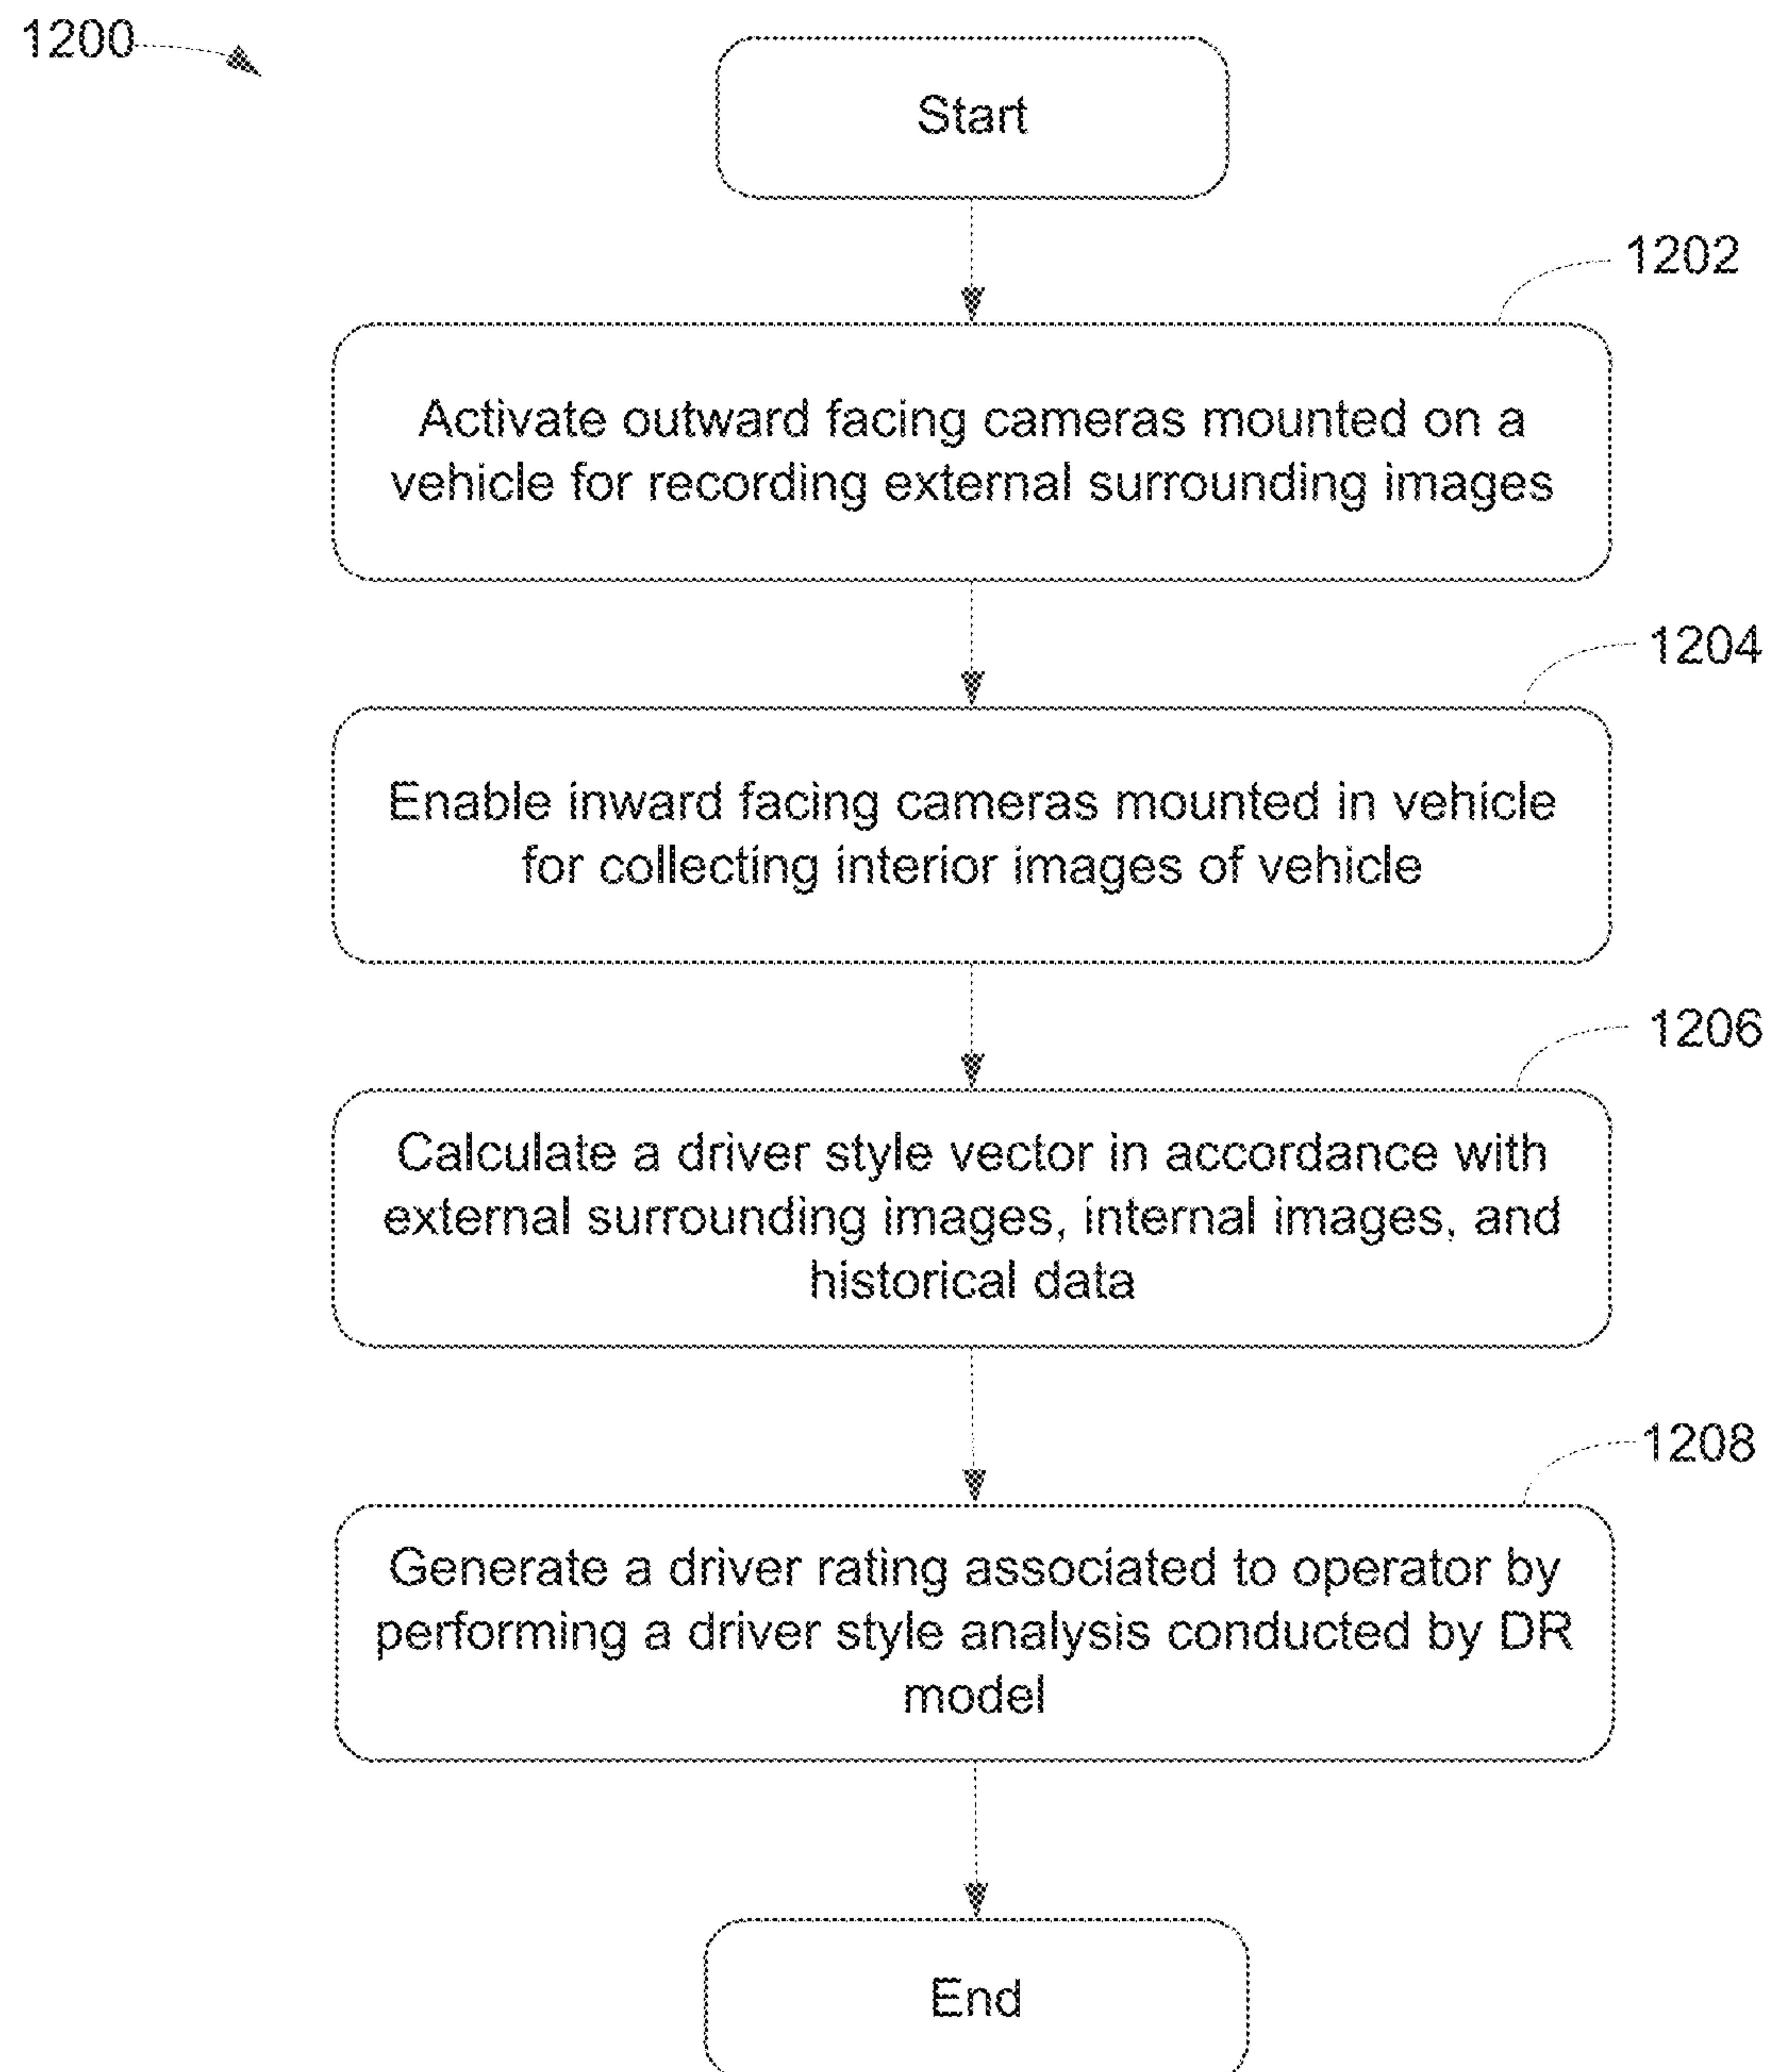 1200
Start
1202
Activate outward facing cameras mounted on a
vehicle for recording external surrounding images
1204
Enable inward facing cameras mounted in vehicle
for collecting interior images of vehicle
1206
Calculate a driver style vector in accordance with
external surrounding images, internal images, and
historical data
1208
Generate a driver rating associated to operator by
performing a driver style analysis conducted by DR
model
End